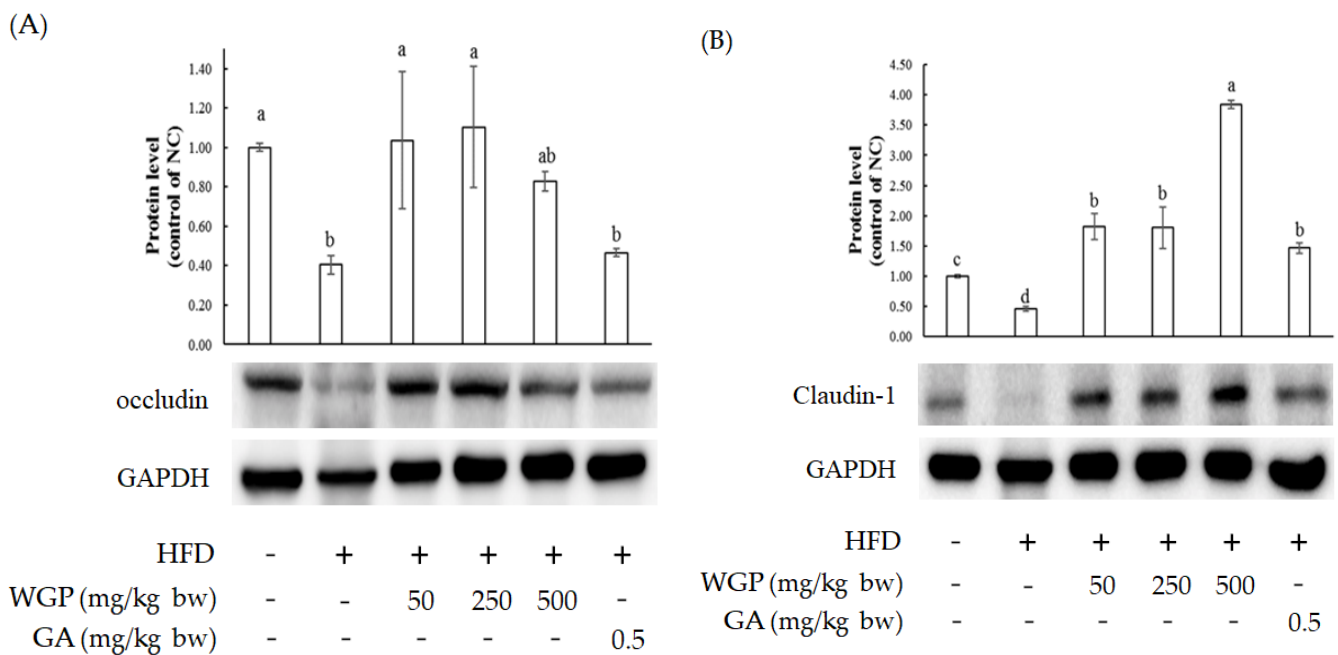 (A)
Protein level
(control of NC)
1.40
1.20
1.00
0.80
0.60
0.40
0.20
0.00
a
b
a
a
ab
b
occludin
GAPDH
HFD - + + + + +
WGP (mg/kg bw) - - 50 250 500 -
GA (mg/kg bw) - - - - - 0.5
(B)
Protein level
(control of NC)
4.50
4.00
3.50
3.00
2.50
2.00
1.50
1.00
0.50
0.00
c
d
b
b
a
b
Claudin-1
GAPDH
HFD - + + + + +
WGP (mg/kg bw) - - 50 250 500 -
GA (mg/kg bw) - - - - - 0.5